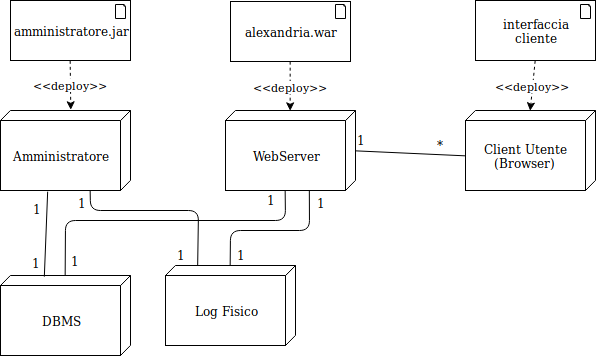 amministratore.jar
alexandria.war
interfaccia
cliente
<<deploy>>
<<deploy>>
<<deploy>>
Amministratore
WebServer
1
*
Client Utente
(Browser)
1
1
1
1
1
1
1
1
DBMS
Log Fisico